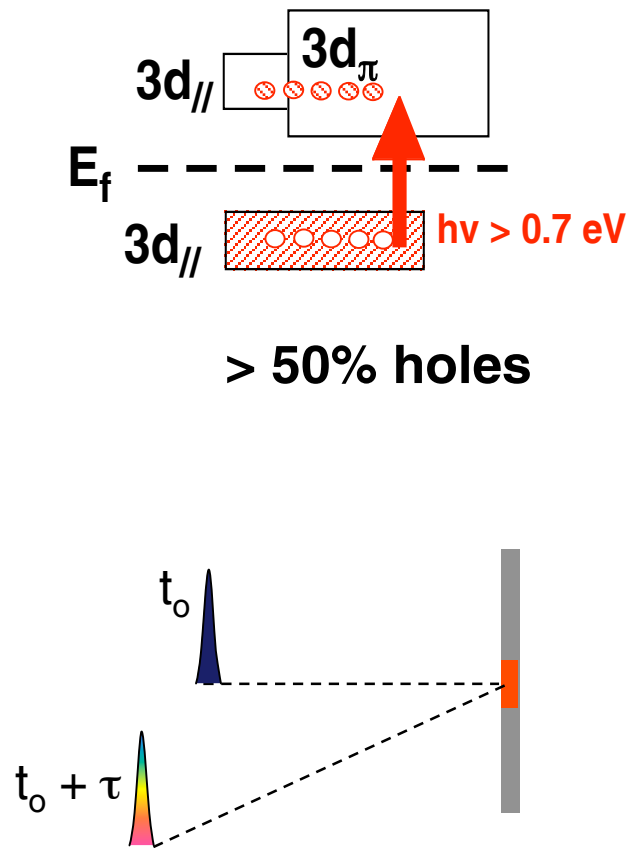 3d//
3dπ
Ef
3d//
hν > 0.7 eV
> 50% holes
to
to + τ